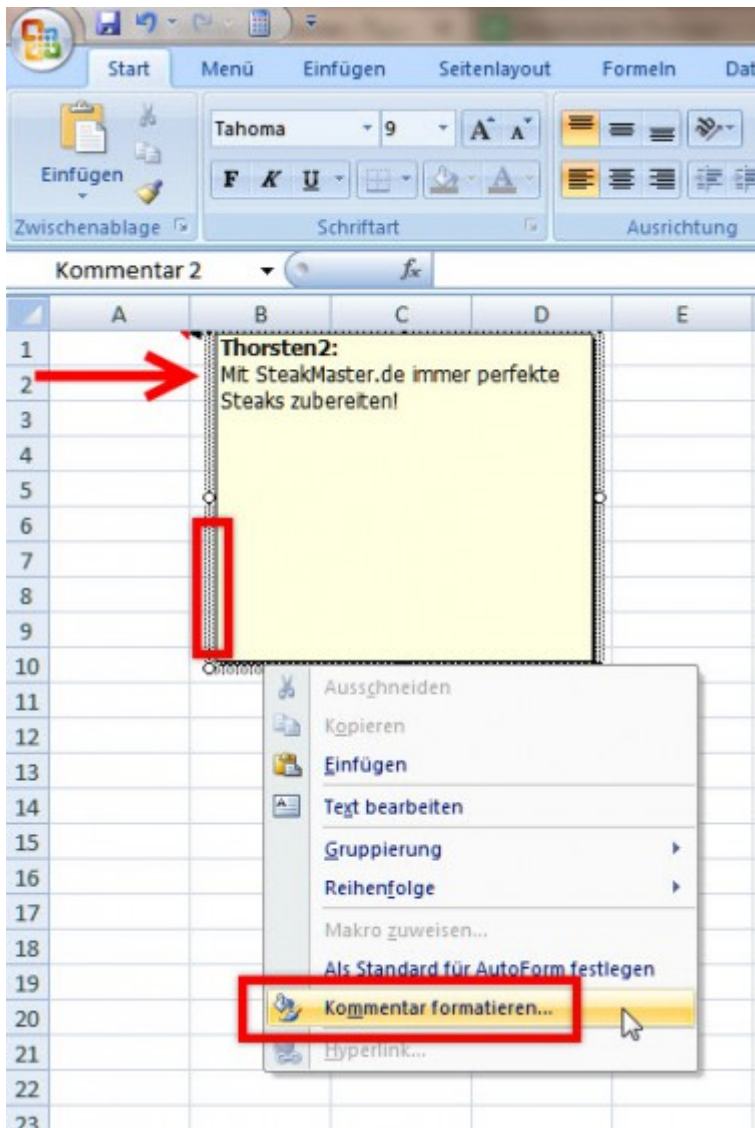 Start Menü Einfügen Seitenlayout Formeln Dat
Einfügen
Tahoma 9 A A
F K U A
Zwischenablage Schriftart Ausrichtung
Kommentar 2 fx
A B C D E
1
2
3
4
5
6
7
8
9
10
11
12
13
14
15
16
17
18
19
20
21
22
23
Thorsten2:
Mit SteakMaster.de immer perfekte
Steaks zubereiten!
Ausschneiden
Kopieren
Einfügen
Text bearbeiten
Gruppierung
Reihenfolge
Makro zuweisen...
Als Standard für AutoForm festlegen
Kommentar formatieren...
Hyperlink...